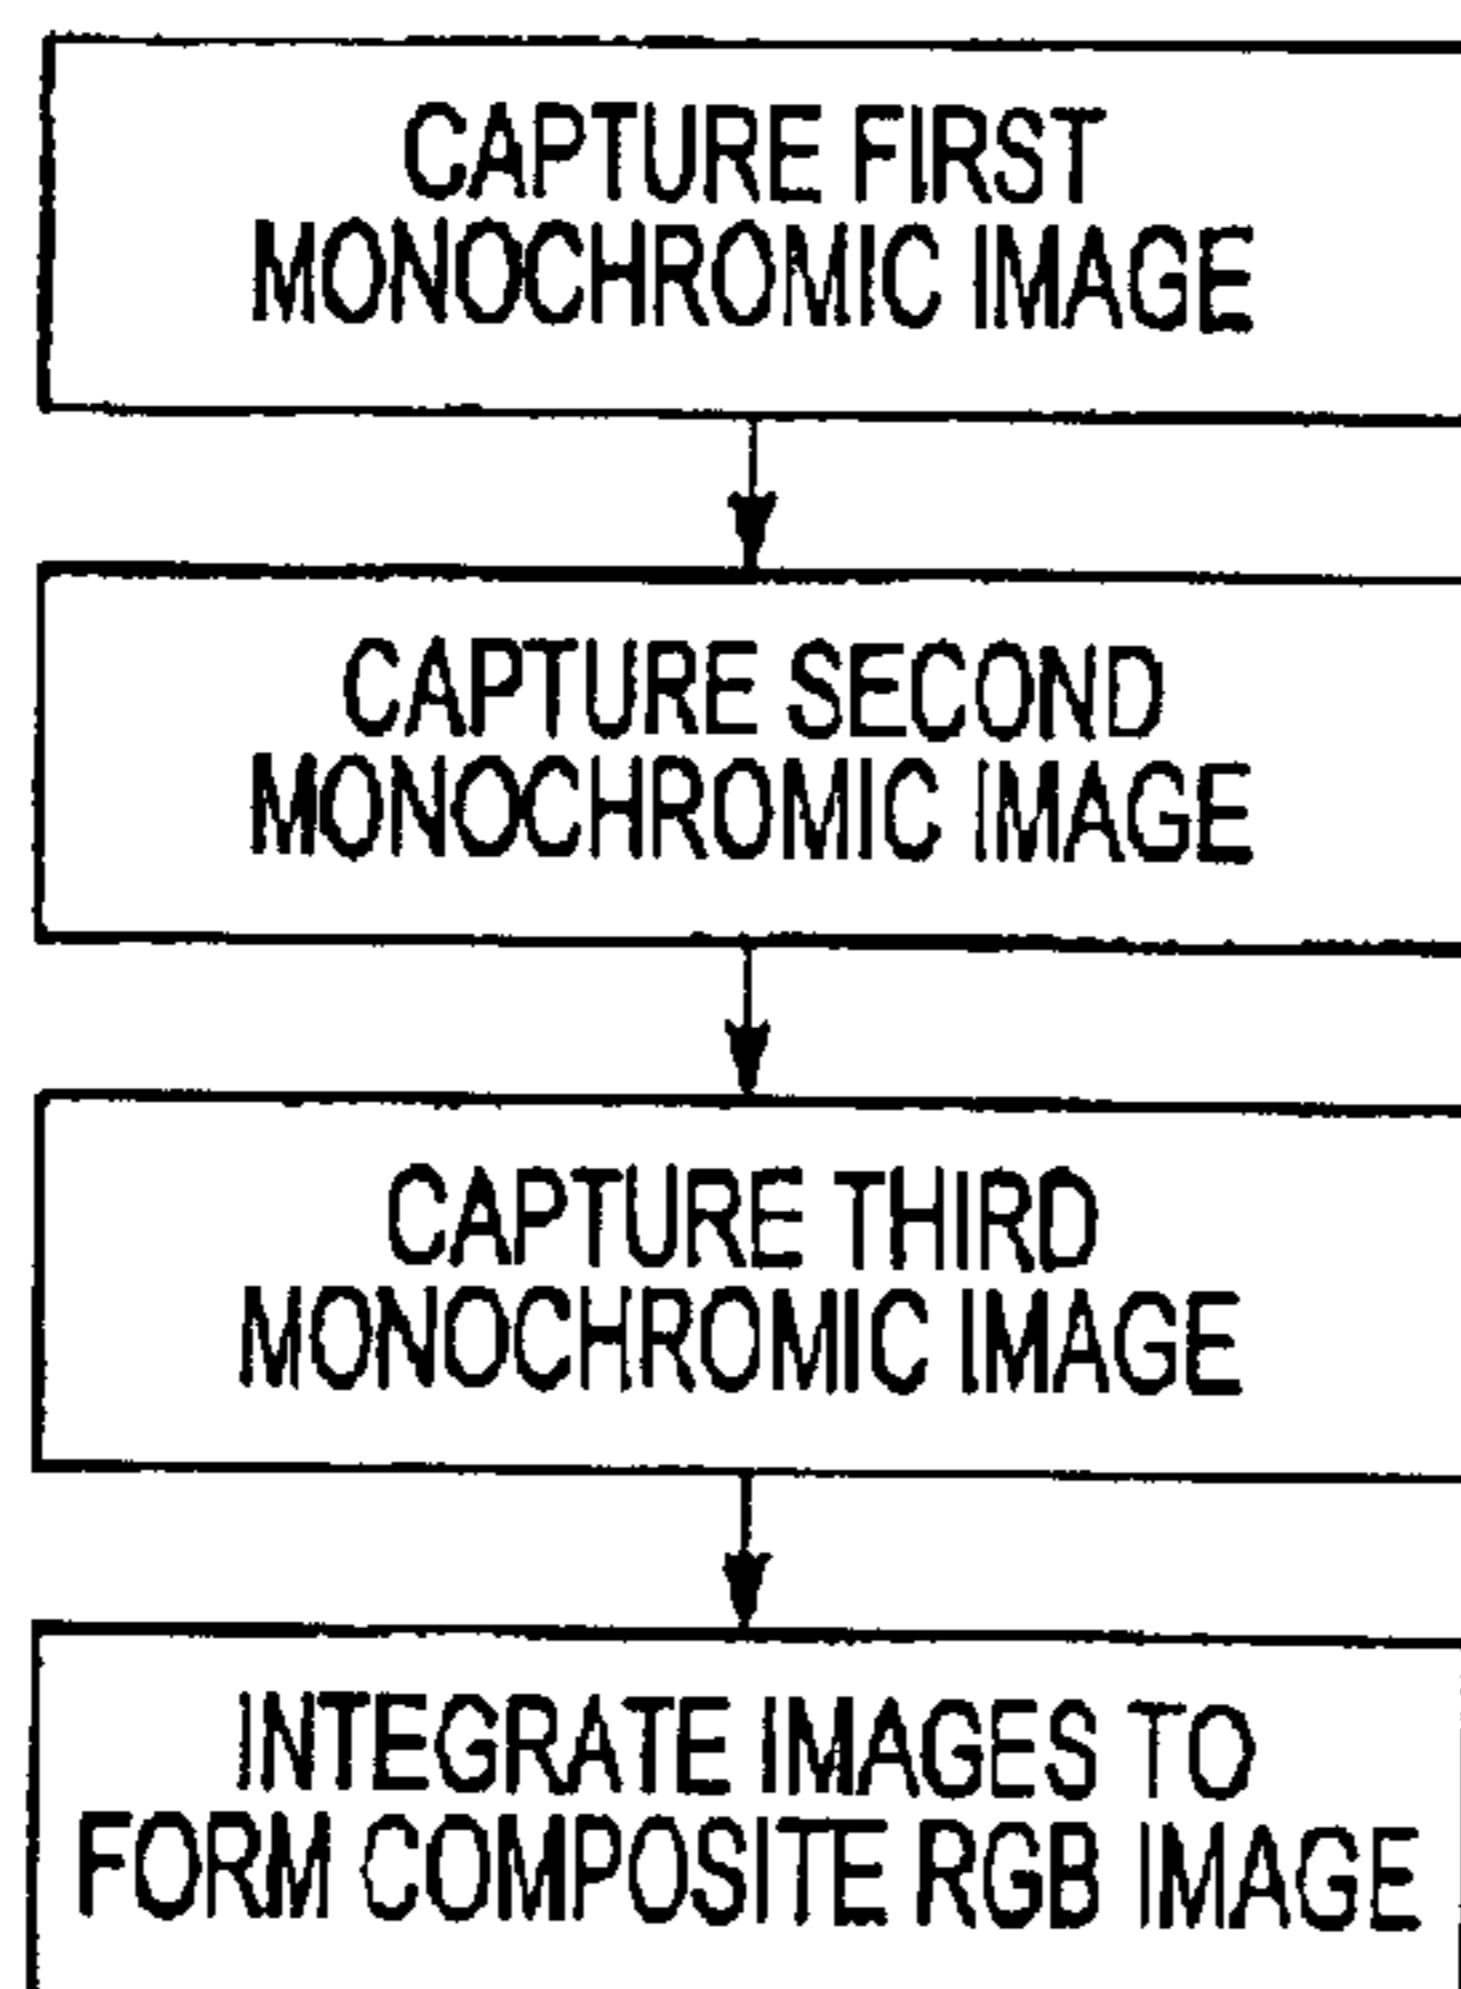 CAPTURE FIRST
MONOCHROMIC IMAGE
CAPTURE SECOND
MONOCHROMIC IMAGE
CAPTURE THIRD
MONOCHROMIC IMAGE
INTEGRATE IMAGES TO
FORM COMPOSITE RGB IMAGE